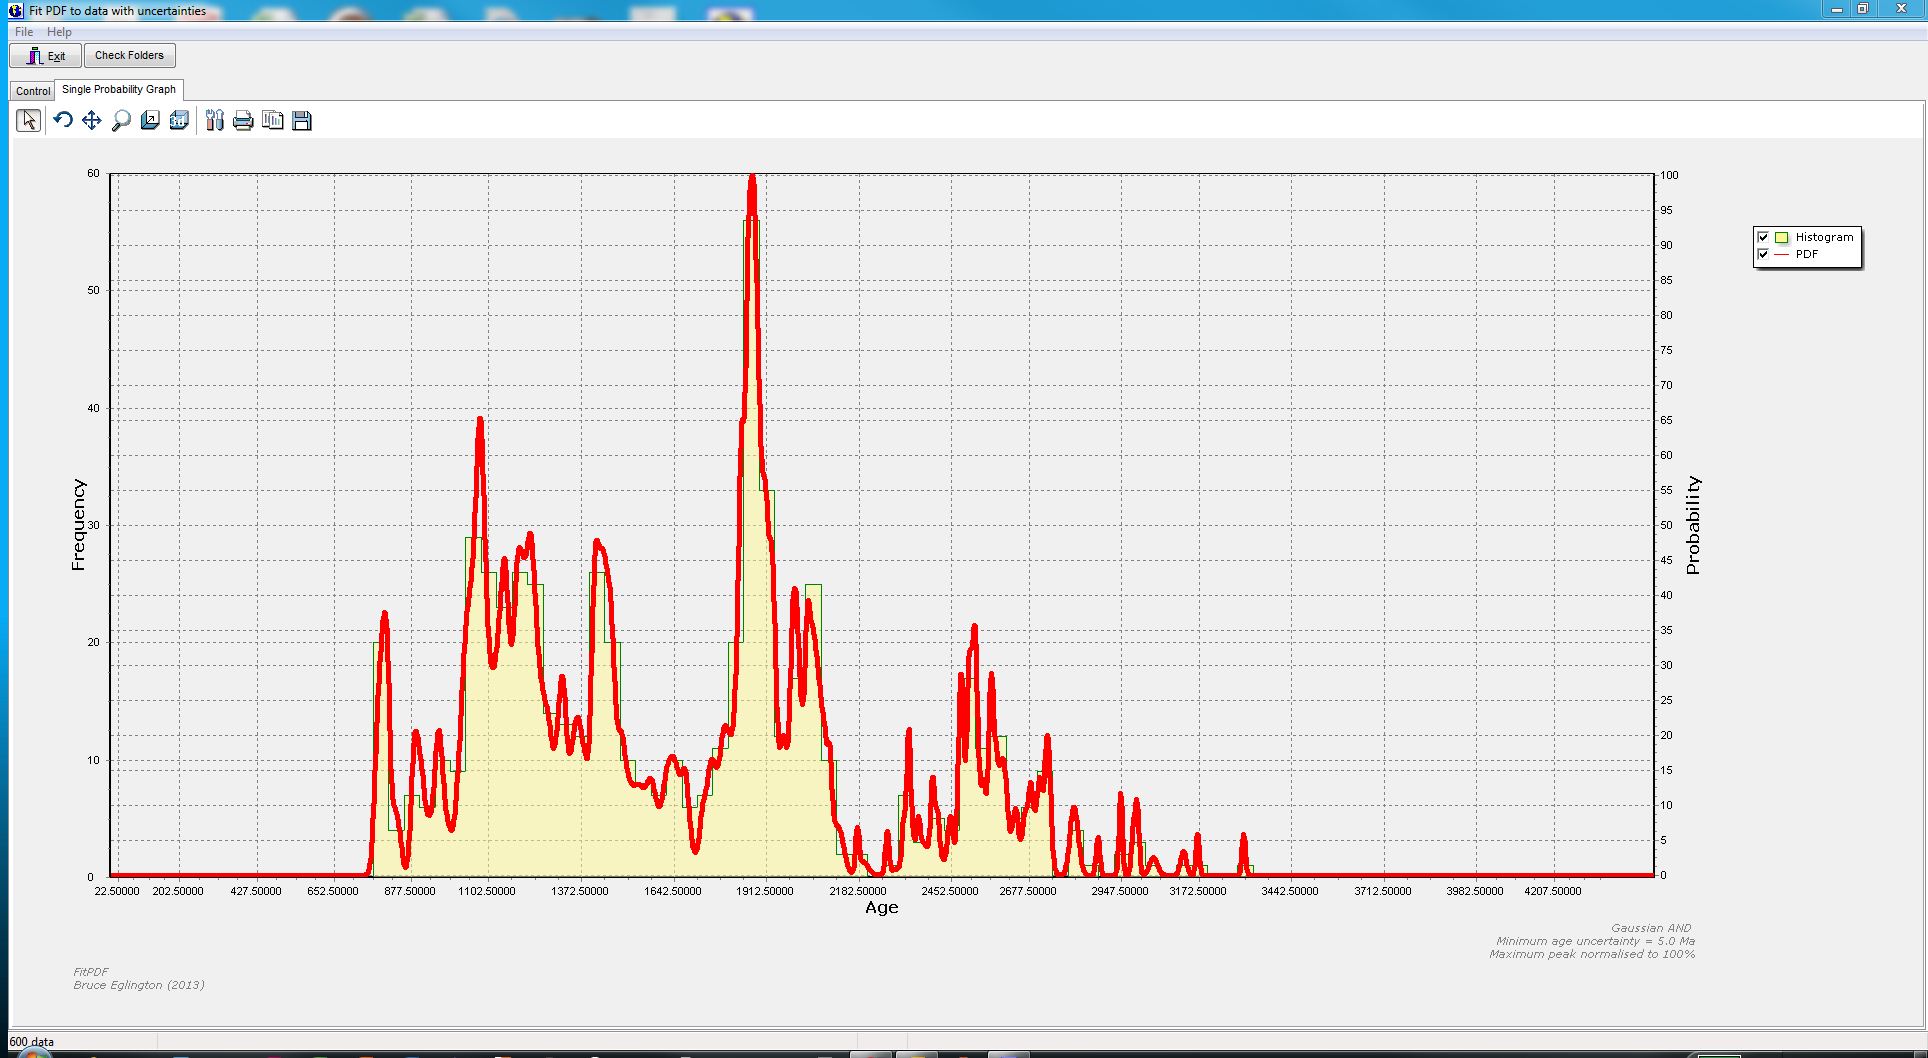 Fit PDF to data with uncertainties
File Help
Exit Check Folders
Control Single Probability Graph
60
50
40
30
20
10
0
Frequency
100
95
90
85
80
75
70
65
60
55
50
45
40
35
30
25
20
15
10
5
0
Probability
Histogram
PDF
22.50000 202.50000 427.50000 652.50000 877.50000 1102.50000 1372.50000 1642.50000 1912.50000 2182.50000 2452.50000 2677.50000 2947.50000 3172.50000 3442.50000 3712.50000 3982.50000 4207.50000
Age
Gaussian AND
Minimum age uncertainty = 5.0 Ma
Maximum peak normalised to 100%
FitPDF
Bruce Eglington (2013)
600 data